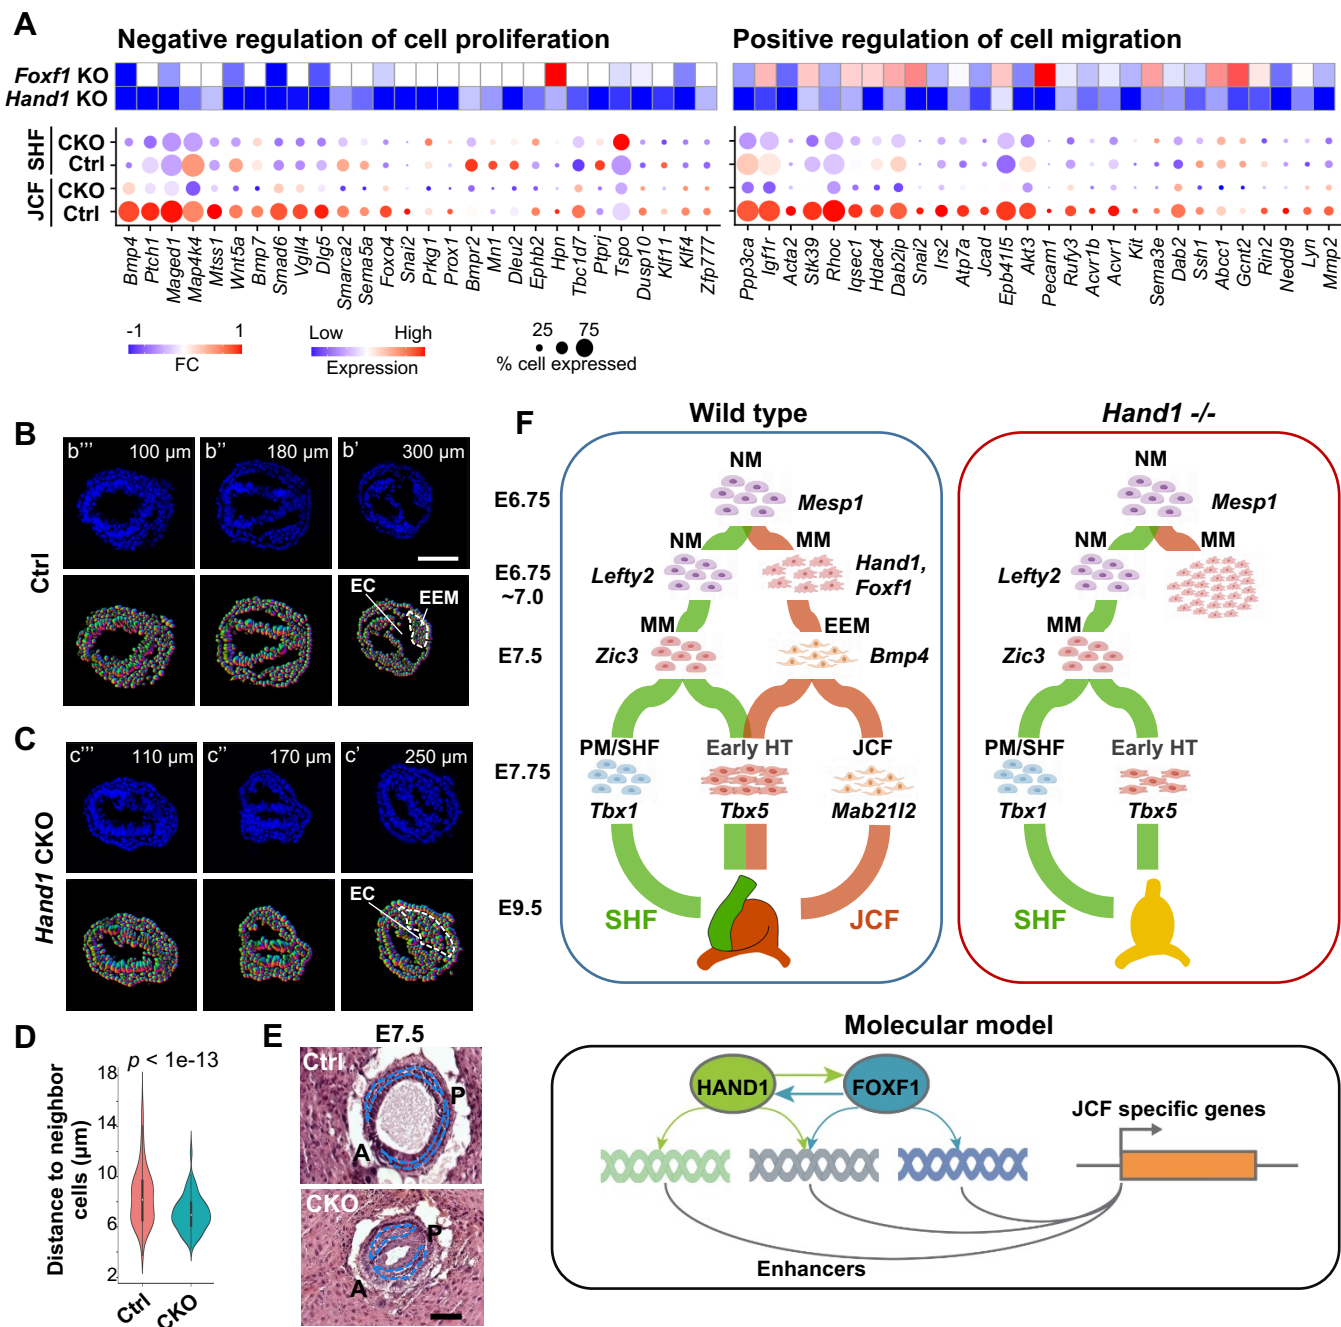 A
Negative regulation of cell proliferation
Positive regulation of cell migration
Foxf1 KO
Hand1 KO
SHF
CKO
Ctrl
JCF
CKO
Ctrl
Bmp4
Ptch1
Maged1
Map4k4
Mtss1
Wnt5a
Bmp7
Smad6
Vgll4
Dlg5
Smarca2
Sema5a
Foxo4
Snai2
Prkg1
Prox1
Bmpr2
Mn1
Dleu2
Ephb2
Hpn
Tbc1d7
Ptprj
Tspo
Dusp10
Klf11
Klf4
Zfp777
Ppp3ca
Igf1r
Acta2
Stk39
Rhoc
Iqsec1
Hdac4
Dab2ip
Snai2
Irs2
Atp7a
Jcad
Epb41l5
Akt3
Pecam1
Rufy3
Acvr1b
Acvr1
Kit
Sema3e
Dab2
Ssh1
Abcc1
Gcnt2
Rin2
Nedd9
Lyn
Mmp2
-1 1
FC
Low High
Expression
25 75
% cell expressed
B
Ctrl
b''' 100 µm
b'' 180 µm
b' 300 µm
EC
EEM
C
Hand1 CKO
c''' 110 µm
c'' 170 µm
c' 250 µm
EC
D
p < 1e-13
Distance to neighbor
cells (µm)
18
14
10
6
2
Ctrl
CKO
E
E7.5
Ctrl
P
A
CKO
P
A
F
Wild type
Hand1 -/-
E6.75
E6.75
~7.0
E7.5
E7.75
E9.5
NM
Mesp1
NM
MM
Lefty2
Hand1,
Foxf1
MM
EEM
Zic3
Bmp4
PM/SHF
Early HT
JCF
Tbx1
Tbx5
Mab21l2
SHF
JCF
NM
Mesp1
NM
MM
Lefty2
MM
Zic3
PM/SHF
Early HT
Tbx1
Tbx5
SHF
Molecular model
HAND1
FOXF1
JCF specific genes
Enhancers